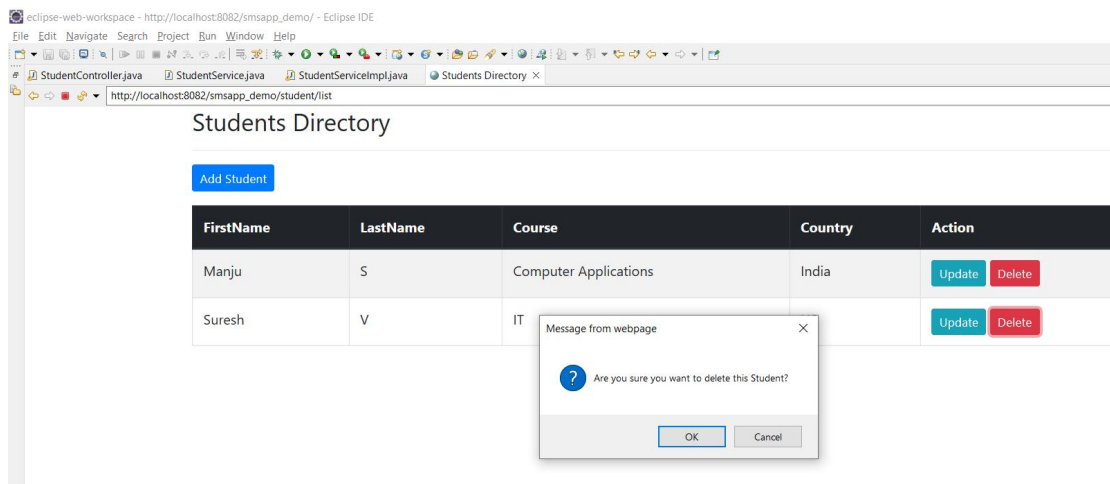 eclipse-web-workspace - http://localhost:8082/smsapp_demo/ - Eclipse IDE
File Edit Navigate Search Project Run Window Help
StudentController.java StudentService.java StudentServiceImpl.java Students Directory
http://localhost:8082/smsapp_demo/student/list
Students Directory
Add Student
FirstName LastName Course Country Action
Manju S Computer Applications India Update Delete
Suresh V IT Update Delete
Message from webpage
Are you sure you want to delete this Student?
OK Cancel